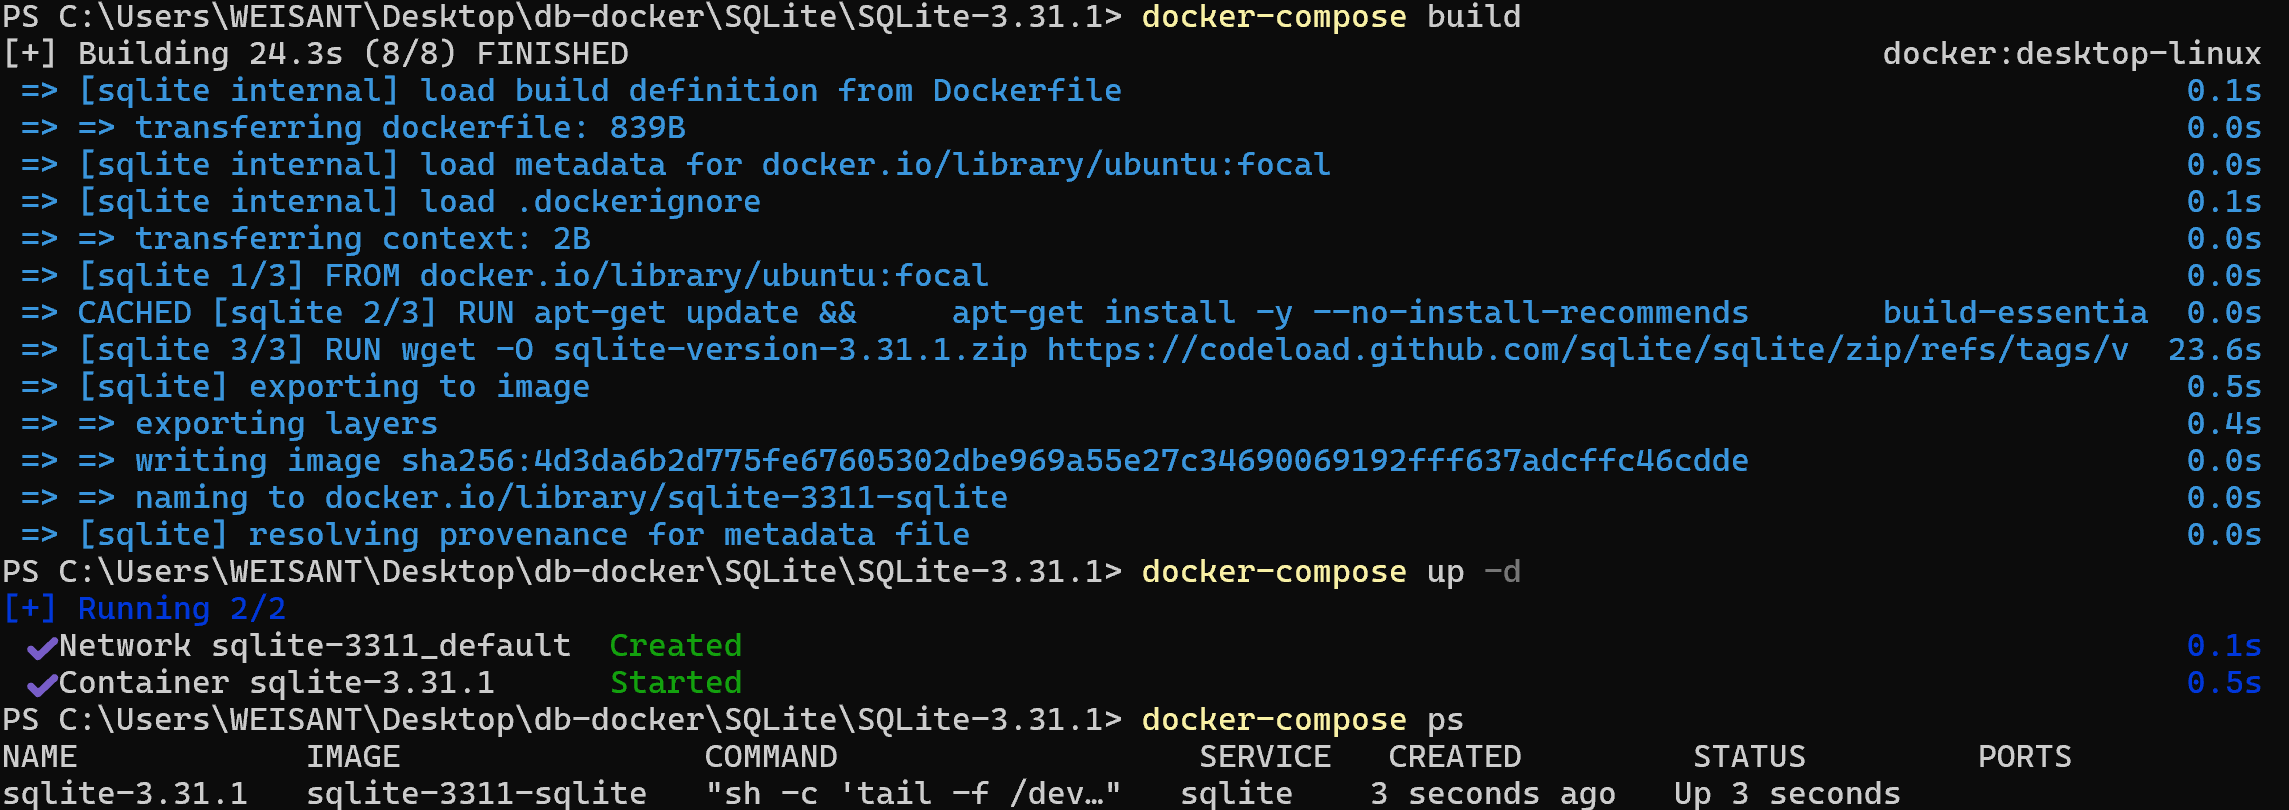 PS C:\Users\WEISANT\Desktop\db-docker\SQLite\SQLite-3.31.1> docker-compose build
[+] Building 24.3s (8/8) FINISHED docker:desktop-linux
=> [sqlite internal] load build definition from Dockerfile 0.1s
=> => transferring dockerfile: 839B 0.0s
=> [sqlite internal] load metadata for docker.io/library/ubuntu:focal 0.0s
=> [sqlite internal] load .dockerignore 0.1s
=> => transferring context: 2B 0.0s
=> [sqlite 1/3] FROM docker.io/library/ubuntu:focal 0.0s
=> CACHED [sqlite 2/3] RUN apt-get update && apt-get install -y --no-install-recommends build-essentia 0.0s
=> [sqlite 3/3] RUN wget -O sqlite-version-3.31.1.zip https://codeload.github.com/sqlite/sqlite/zip/refs/tags/v 23.6s
=> [sqlite] exporting to image 0.5s
=> => exporting layers 0.4s
=> => writing image sha256:4d3da6b2d775fe67605302dbe969a55e27c34690069192fff637adcffc46cdde 0.0s
=> => naming to docker.io/library/sqlite-3311-sqlite 0.0s
=> [sqlite] resolving provenance for metadata file 0.0s
PS C:\Users\WEISANT\Desktop\db-docker\SQLite\SQLite-3.31.1> docker-compose up -d
[+] Running 2/2
✔Network sqlite-3311_default Created 0.1s
✔Container sqlite-3.31.1 Started 0.5s
PS C:\Users\WEISANT\Desktop\db-docker\SQLite\SQLite-3.31.1> docker-compose ps
NAME IMAGE COMMAND SERVICE CREATED STATUS PORTS
sqlite-3.31.1 sqlite-3311-sqlite "sh -c 'tail -f /dev…" sqlite 3 seconds ago Up 3 seconds